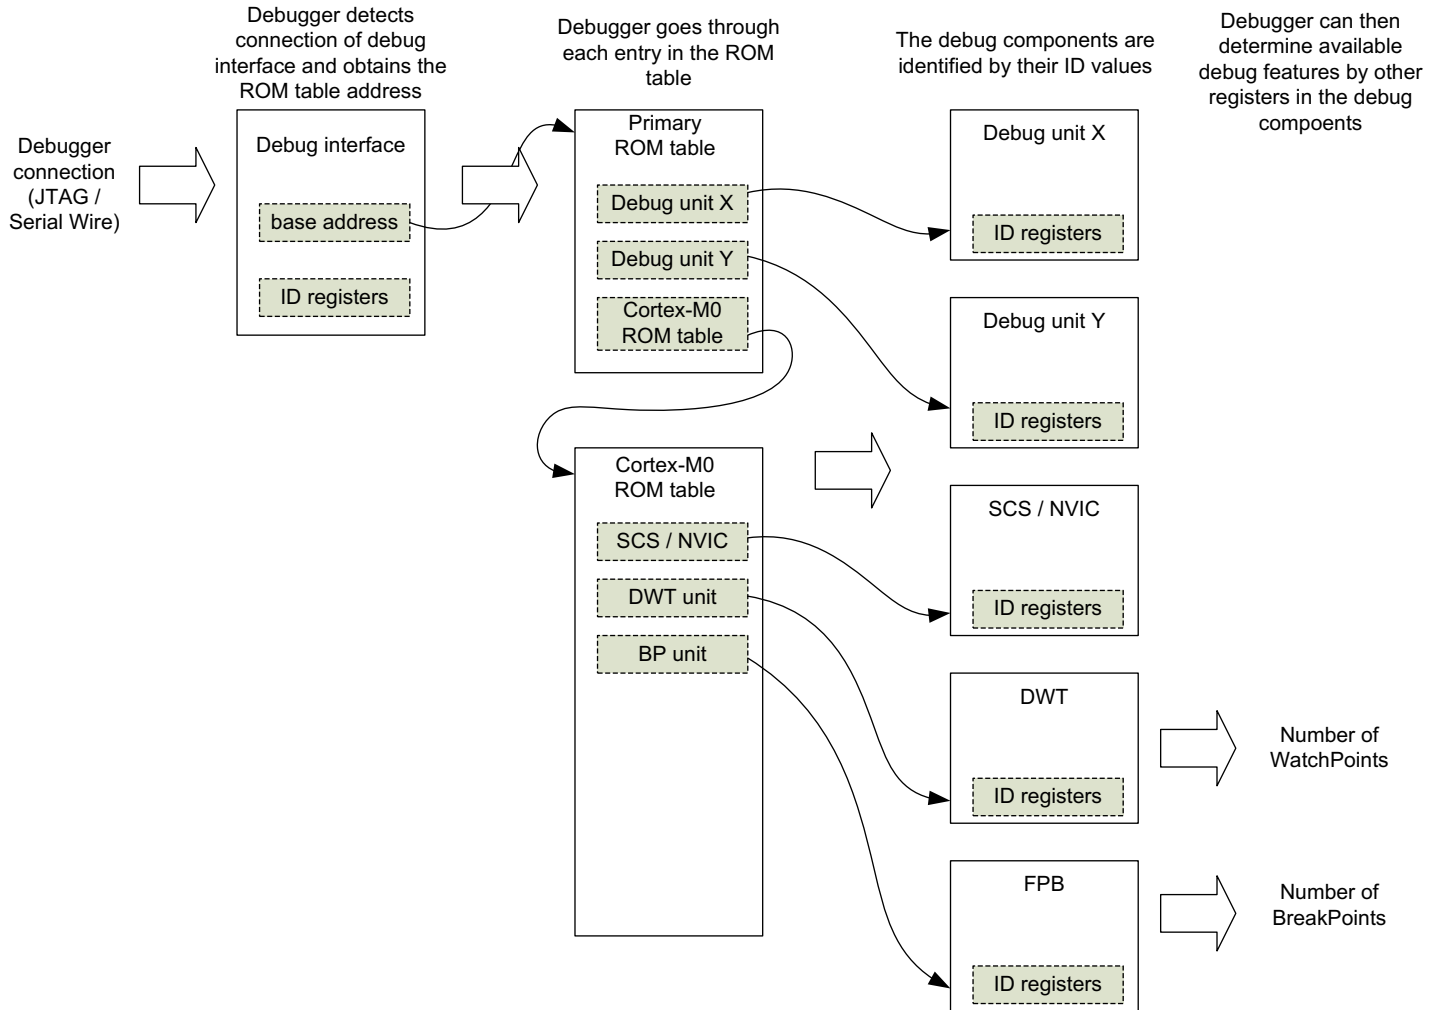 Debugger detects
connection of debug
interface and obtains the
ROM table address
Debugger goes through
each entry in the ROM
table
The debug components are
identified by their ID values
Debugger can then
determine available
debug features by other
registers in the debug
compoents
Debugger
connection
(JTAG /
Serial Wire)
Debug interface
base address
ID registers
Primary
ROM table
Debug unit X
Debug unit Y
Cortex-M0
ROM table
Cortex-M0
ROM table
SCS / NVIC
DWT unit
BP unit
Debug unit X
ID registers
Debug unit Y
ID registers
SCS / NVIC
ID registers
DWT
ID registers
Number of
WatchPoints
FPB
ID registers
Number of
BreakPoints